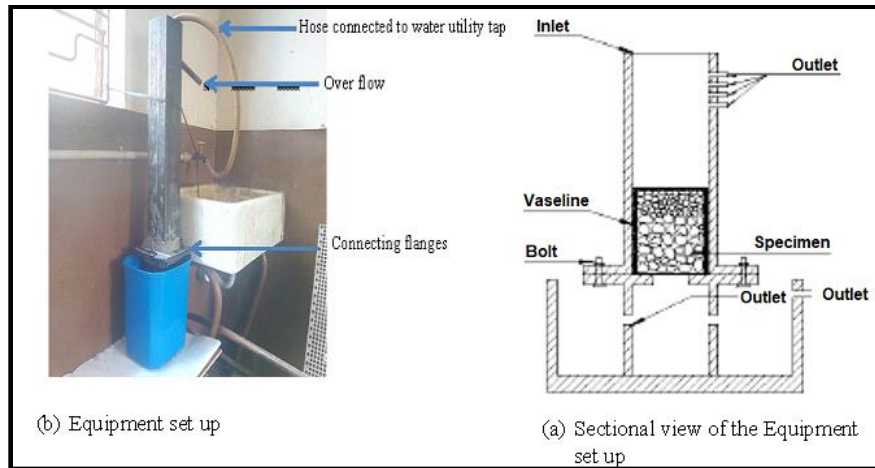 Hose connected to water utility tap
Over flow
Connecting flanges
(b) Equipment set up
Inlet
Outlet
Vaseline
Bolt
Specimen
Outlet
Outlet
(a) Sectional view of the Equipment
set up